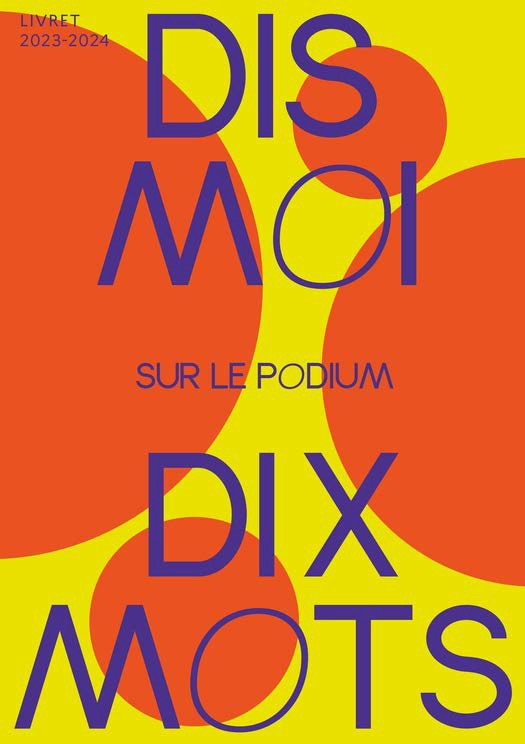 LIVRET
2023-2024
DIS
MOI
SUR LE PODIUM
DIX
MOTS